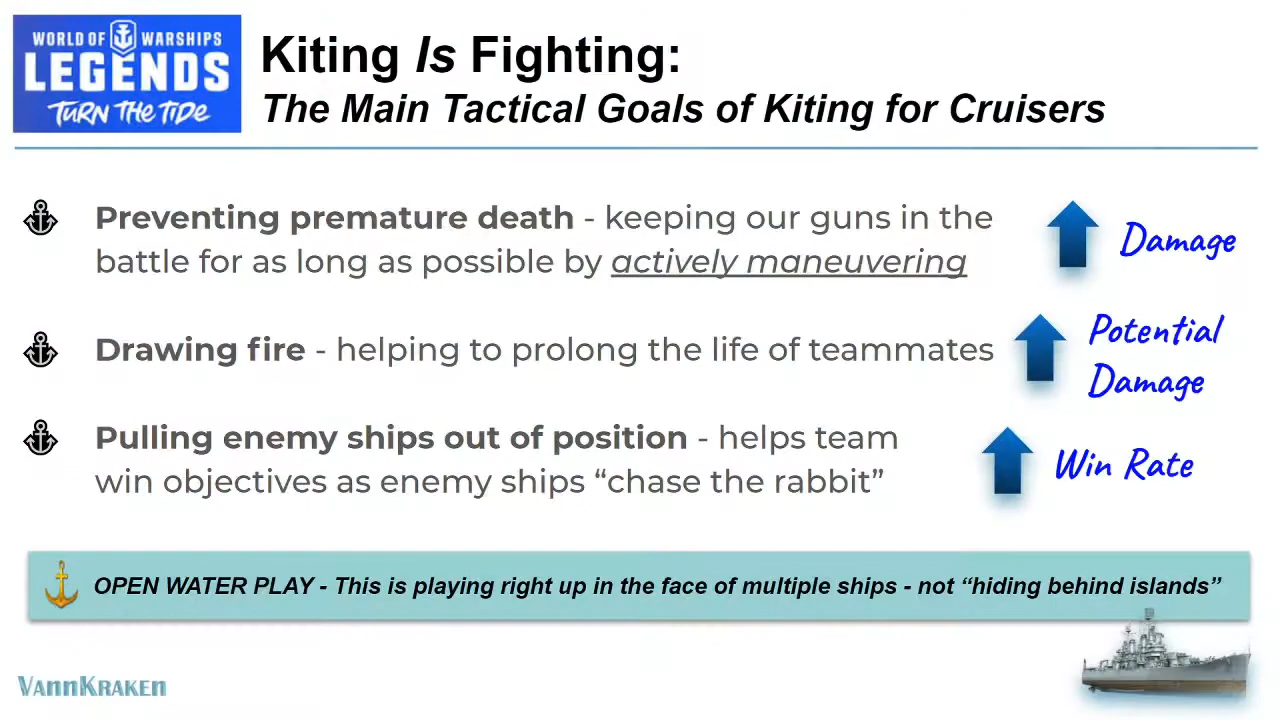 WORLD OF WARSHIPS
LEGENDS
TURN THE TIDE
Kiting Is Fighting:
The Main Tactical Goals of Kiting for Cruisers
Preventing premature death - keeping our guns in the
battle for as long as possible by actively maneuvering
Damage
Drawing fire - helping to prolong the life of teammates
Potential
Damage
Pulling enemy ships out of position - helps team
win objectives as enemy ships “chase the rabbit”
Win Rate
OPEN WATER PLAY - This is playing right up in the face of multiple ships - not “hiding behind islands”
VANNKRAKEN